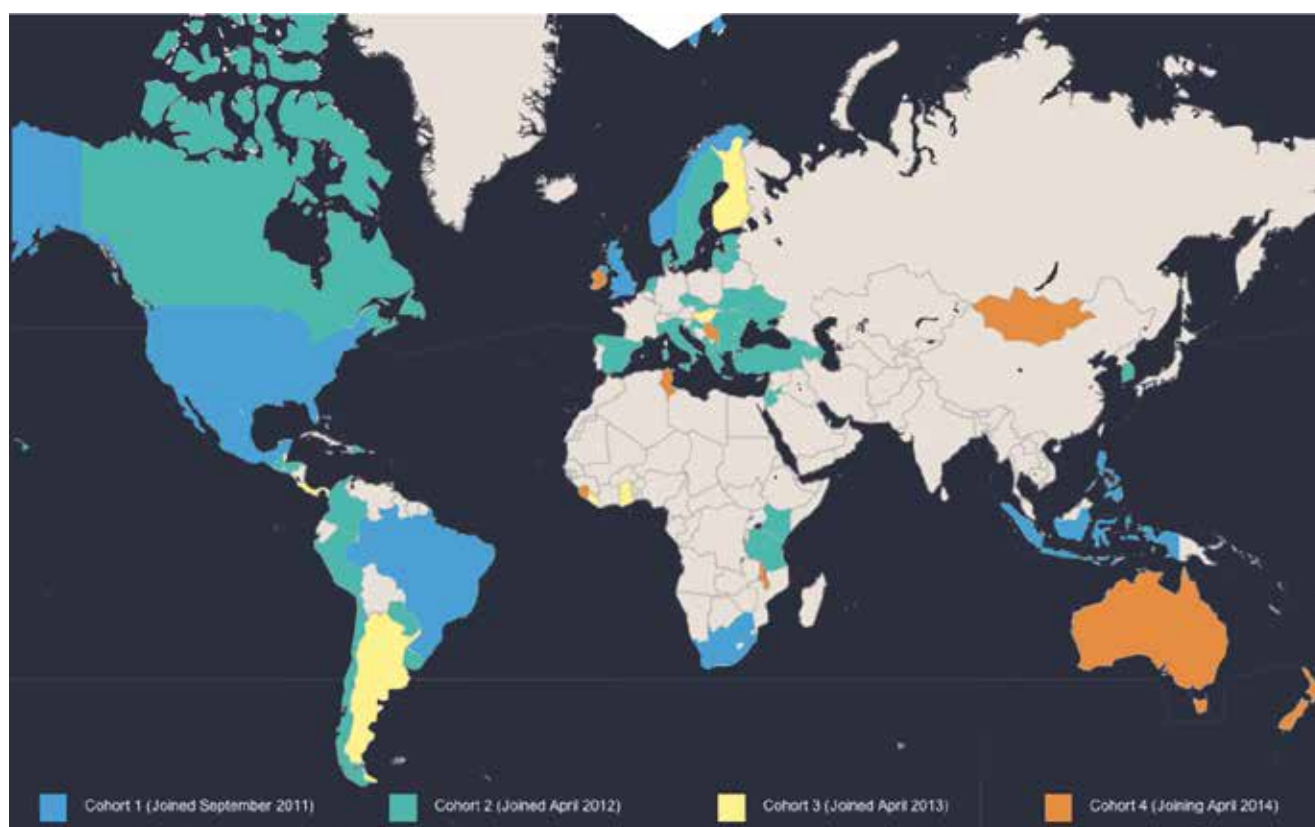 Cohort 1 (Joined September 2011)
Cohort 2 (Joined April 2012)
Cohort 3 (Joined April 2013)
Cohort 4 (Joining April 2014)